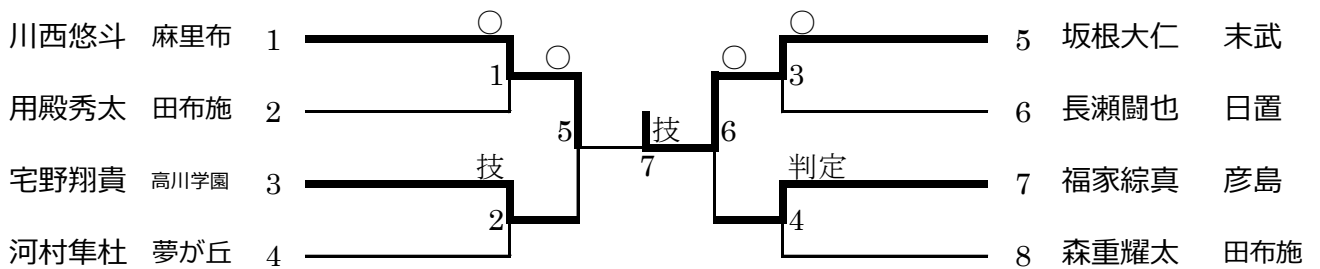 川西悠斗 麻里布 1 ○ ○ 5 坂根大仁 末武
○ ○
1 3
用殿秀太 田布施 2 6 長瀬闘也 日置
5 技 6
7
宅野翔貴 高川学園 3 技 判定 7 福家綜真 彦島
2 4
河村隼杜 夢が丘 4 8 森重耀太 田布施